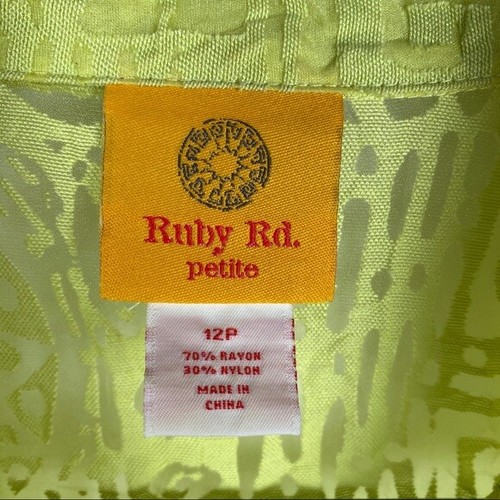 Ruby Rd.
petite
12P
70% RAYON
30% NYLON
MADE IN
CHINA